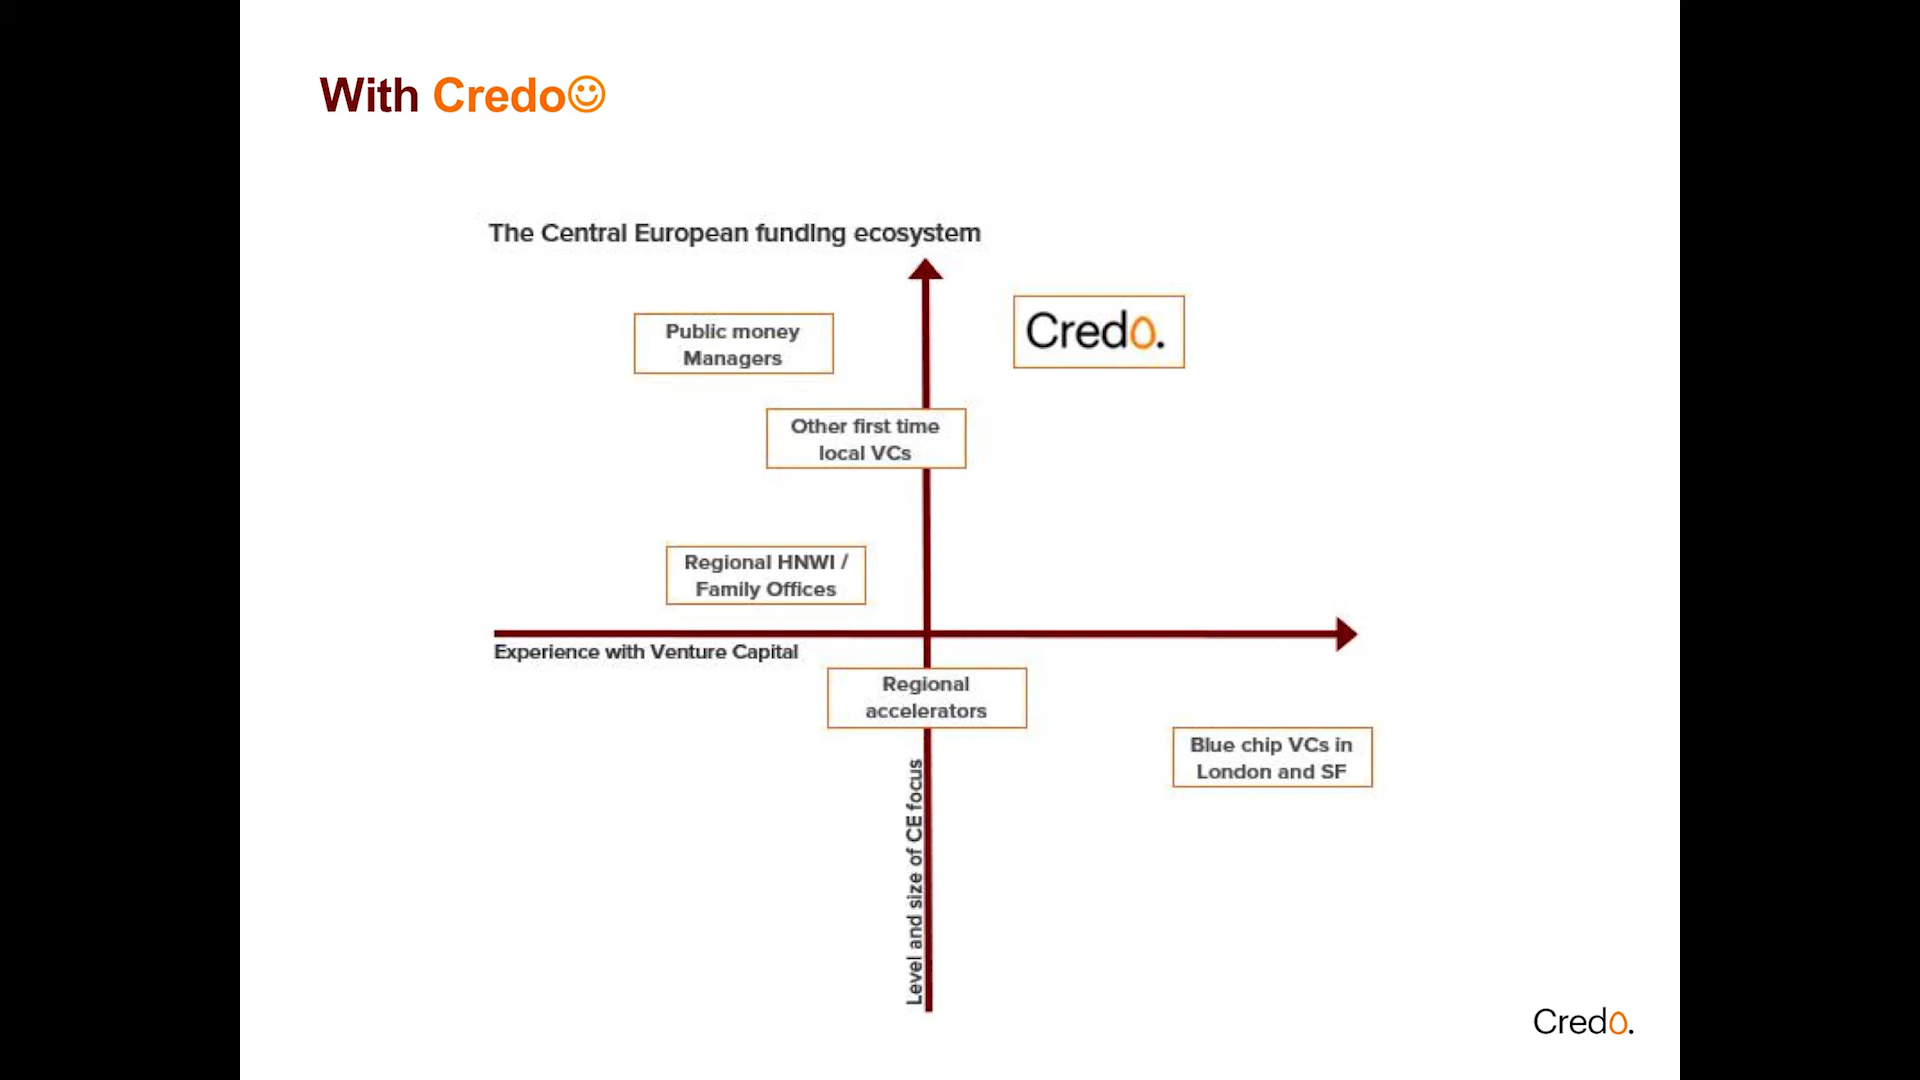 With Credo☺
The Central European funding ecosystem
Public money
Managers
Credo.
Other first time
local VCs
Regional HNWI /
Family Offices
Experience with Venture Capital
Regional
accelerators
Blue chip VCs in
London and SF
Level and size of CE focus
Credo.